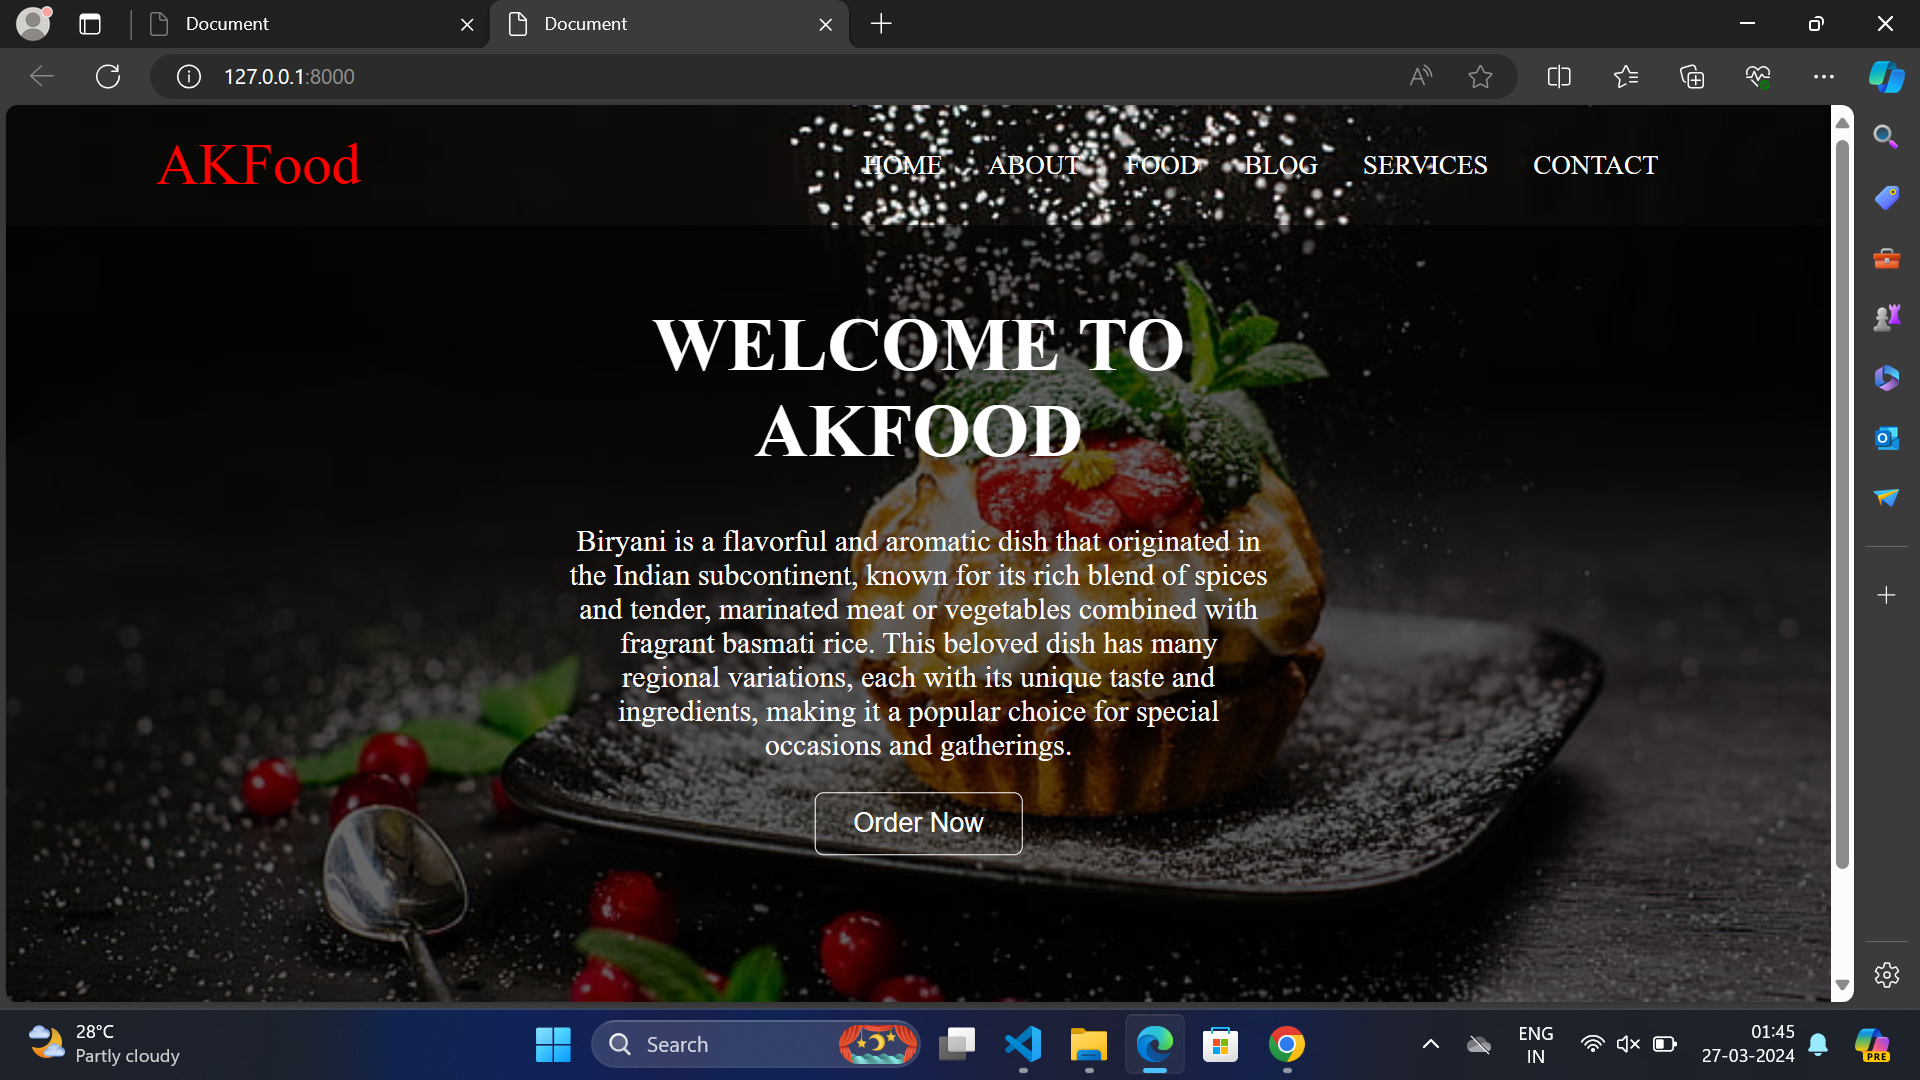 Document
Document
127.0.0.1:8000
AKFood
HOME ABOUT FOOD BLOG SERVICES CONTACT
WELCOME TO
AKFOOD
Biryani is a flavorful and aromatic dish that originated in
the Indian subcontinent, known for its rich blend of spices
and tender, marinated meat or vegetables combined with
fragrant basmati rice. This beloved dish has many
regional variations, each with its unique taste and
ingredients, making it a popular choice for special
occasions and gatherings.
Order Now
28°C
Partly cloudy
Search
ENG
IN
01:45
27-03-2024
PRE